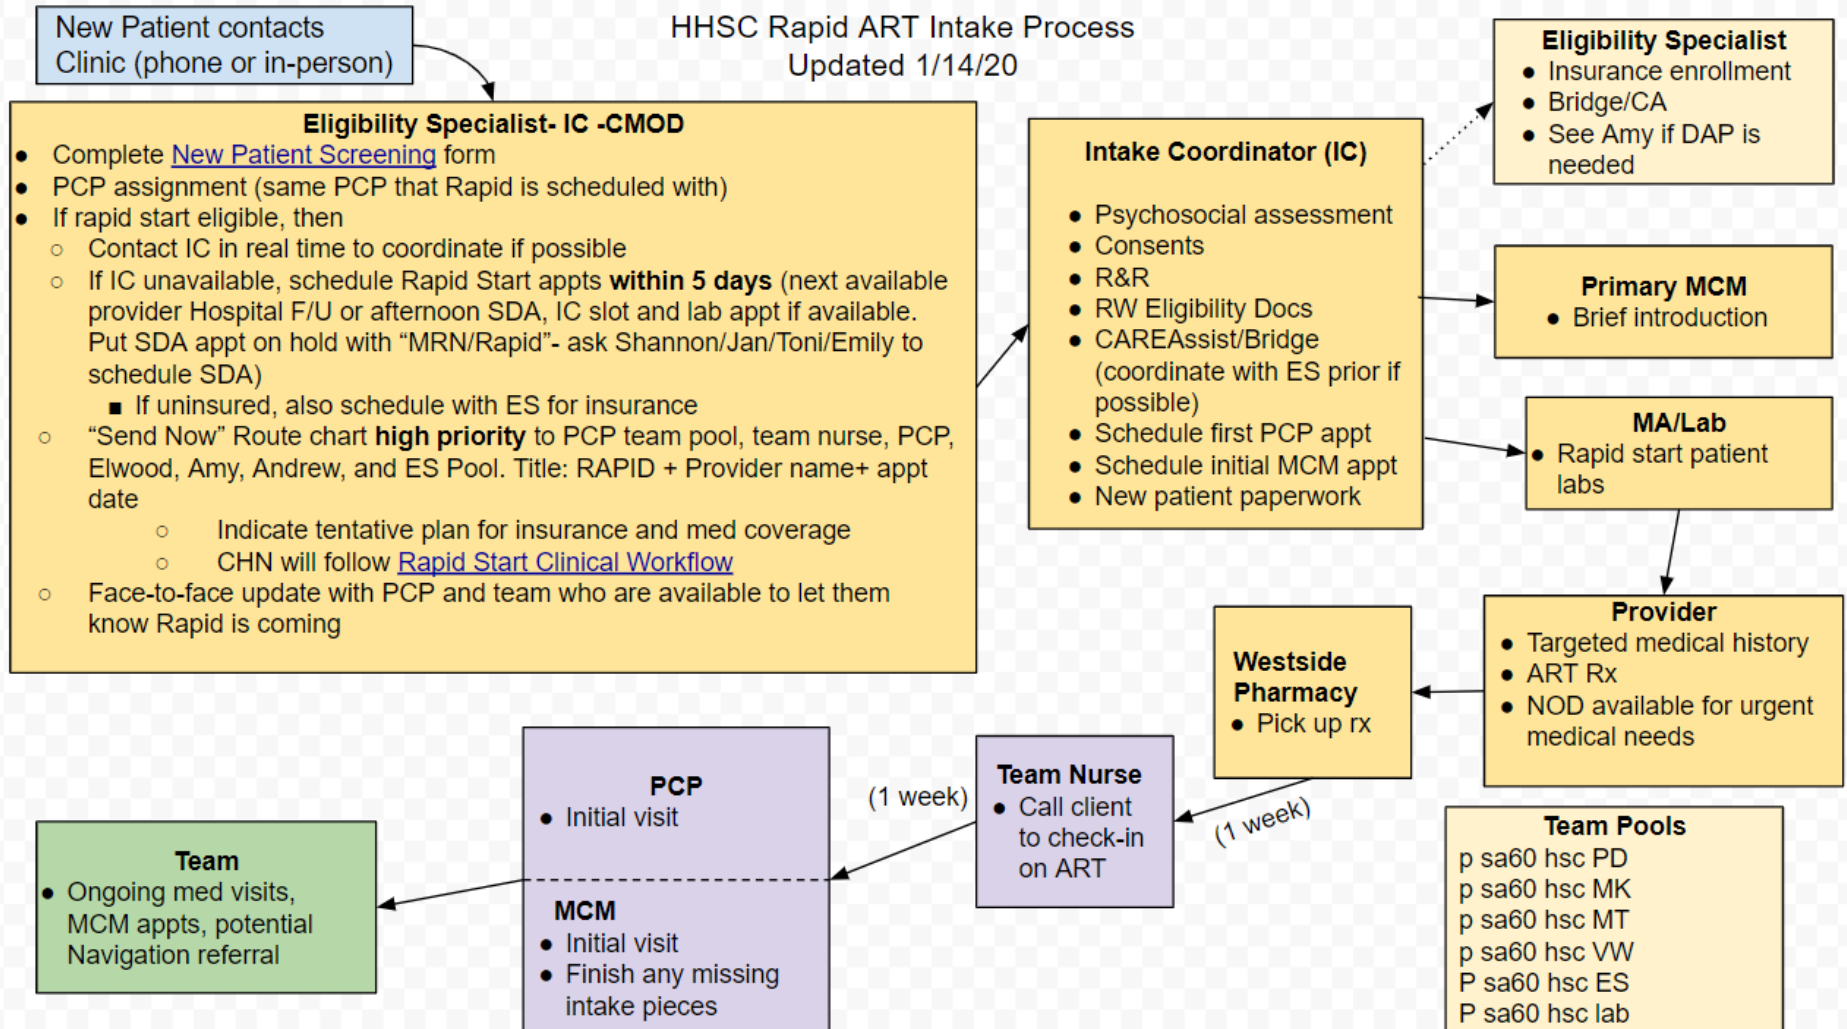 New Patient contacts
Clinic (phone or in-person)
HHSC Rapid ART Intake Process
Updated 1/14/20
Eligibility Specialist- IC -CMOD
● Complete New Patient Screening form
● PCP assignment (same PCP that Rapid is scheduled with)
● If rapid start eligible, then
○ Contact IC in real time to coordinate if possible
○ If IC unavailable, schedule Rapid Start appts within 5 days (next available
provider Hospital F/U or afternoon SDA, IC slot and lab appt if available.
Put SDA appt on hold with “MRN/Rapid”- ask Shannon/Jan/Toni/Emily to
schedule SDA)
■ If uninsured, also schedule with ES for insurance
○ “Send Now” Route chart high priority to PCP team pool, team nurse, PCP,
Elwood, Amy, Andrew, and ES Pool. Title: RAPID + Provider name+ appt
date
○ Indicate tentative plan for insurance and med coverage
○ CHN will follow Rapid Start Clinical Workflow
○ Face-to-face update with PCP and team who are available to let them
know Rapid is coming
Intake Coordinator (IC)
● Psychosocial assessment
● Consents
● R&R
● RW Eligibility Docs
● CAREAssist/Bridge
(coordinate with ES prior if
possible)
● Schedule first PCP appt
● Schedule initial MCM appt
● New patient paperwork
Eligibility Specialist
● Insurance enrollment
● Bridge/CA
● See Amy if DAP is
needed
Primary MCM
● Brief introduction
MA/Lab
● Rapid start patient
labs
Provider
● Targeted medical history
● ART Rx
● NOD available for urgent
medical needs
Westside
Pharmacy
● Pick up rx
(1 week)
Team Nurse
● Call client
to check-in
on ART
(1 week)
PCP
● Initial visit
MCM
● Initial visit
● Finish any missing
intake pieces
Team
● Ongoing med visits,
MCM appts, potential
Navigation referral
Team Pools
p sa60 hsc PD
p sa60 hsc MK
p sa60 hsc MT
p sa60 hsc VW
P sa60 hsc ES
P sa60 hsc lab